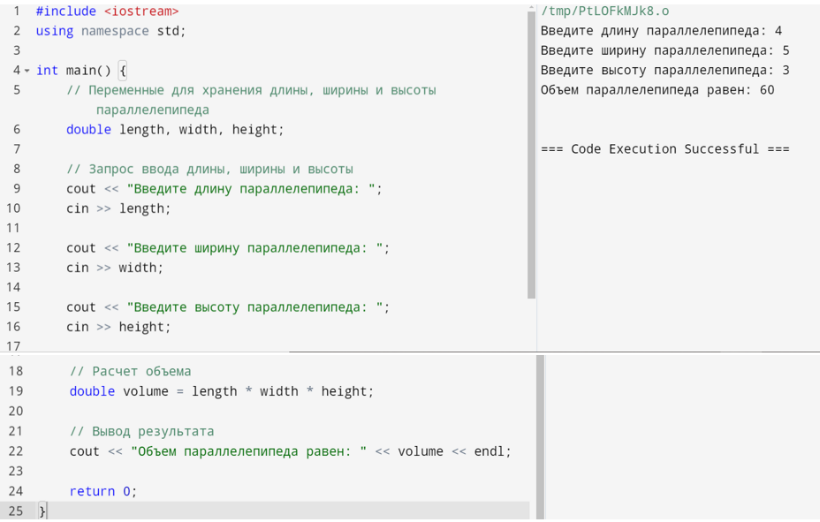 1 #include <iostream>
2 using namespace std;
3
4 int main() {
5 // Переменные для хранения длины, ширины и высоты
параллелепипеда
6 double length, width, height;
7
8 // Запрос ввода длины, ширины и высоты
9 cout << "Введите длину параллелепипеда: ";
10 cin >> length;
11
12 cout << "Введите ширину параллелепипеда: ";
13 cin >> width;
14
15 cout << "Введите высоту параллелепипеда: ";
16 cin >> height;
17
18 // Расчет объема
19 double volume = length * width * height;
20
21 // Вывод результата
22 cout << "Объем параллелепипеда равен: " << volume << endl;
23
24 return 0;
25 }
/tmp/PtLOFkMJk8.o
Введите длину параллелепипеда: 4
Введите ширину параллелепипеда: 5
Введите высоту параллелепипеда: 3
Объем параллелепипеда равен: 60
=== Code Execution Successful ===